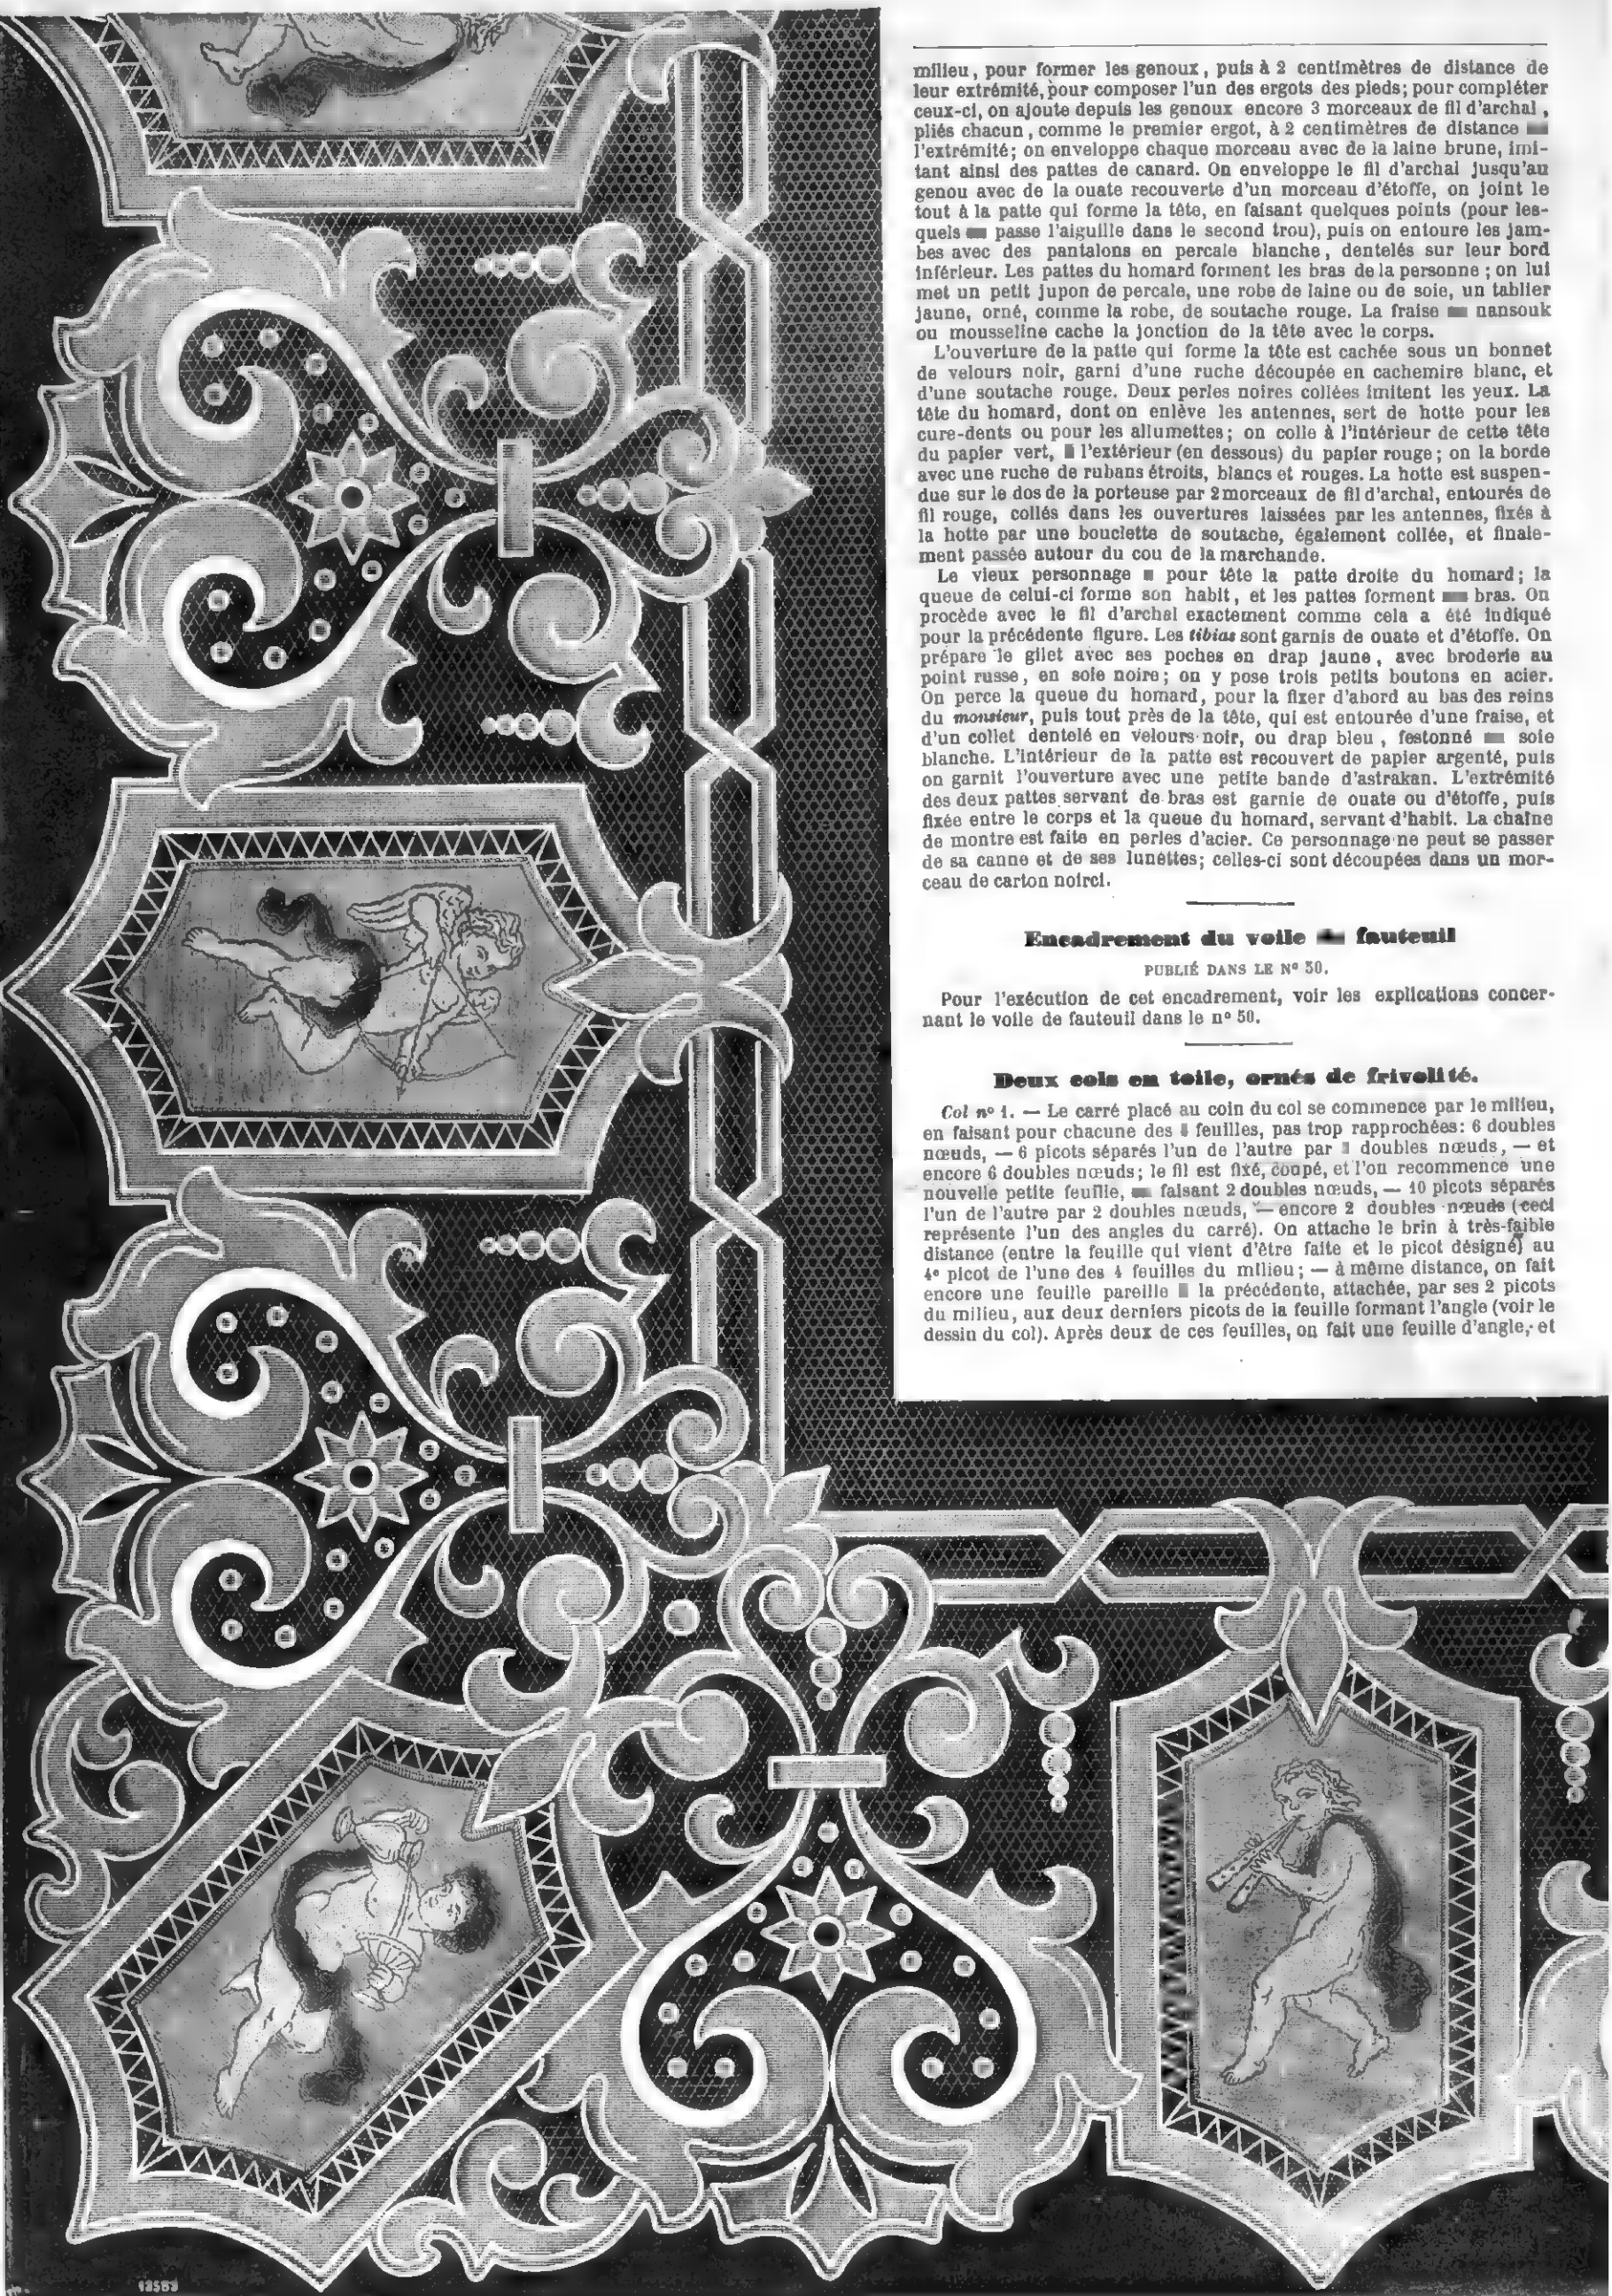 milieu, pour former les genoux, puis à 2 centimètres de distance de
leur extrémité, pour composer l'un des ergots des pieds; pour compléter
ceux-ci, on ajoute depuis les genoux encore 3 morceaux de fil d'archal,
pliés chacun, comme le premier ergot, à 2 centimètres de distance
l'extrémité; on enveloppe chaque morceau avec de la laine brune, imi-
tant ainsi des pattes de canard. On enveloppe le fil d'archal jusqu'au
genou avec de la ouate recouverte d'un morceau d'étoffe, on joint le
tout à la patte qui forme la tête, en faisant quelques points (pour les-
quels passe l'aiguille dans le second trou), puis on entoure les jam-
bes avec des pantalons en percale blanche, dentelés sur leur bord
inférieur. Les pattes du homard forment les bras de la personne; on lui
met un petit jupon de percale, une robe de laine ou de soie, un tablier
jaune, orné, comme la robe, de soutache rouge. La fraise nansouk
ou mousseline cache la jonction de la tête avec le corps.
L'ouverture de la patte qui forme la tête est cachée sous un bonnet
de velours noir, garni d'une ruche découpée en cachemire blanc, et
d'une soutache rouge. Deux perles noires collées imitent les yeux. La
tête du homard, dont on enlève les antennes, sert de hotte pour les
cure-dents ou pour les allumettes; on colle à l'intérieur de cette tête
du papier vert, l'extérieur (en dessous) du papier rouge; on la borde
avec une ruche de rubans étroits, blancs et rouges. La hotte est suspen-
due sur le dos de la porteuse par 2 morceaux de fil d'archal, entourés de
fil rouge, collés dans les ouvertures laissées par les antennes, fixés à
la hotte par une bouclette de soutache, également collée, et finale-
ment passée autour du cou de la marchande.
Le vieux personnage pour tête la patte droite du homard; la
queue de celui-ci forme son habit, et les pattes forment bras. On
procède avec le fil d'archal exactement comme cela a été indiqué
pour la précédente figure. Les tibias sont garnis de ouate et d'étoffe. On
prépare le gilet avec ses poches en drap jaune, avec broderie au
point russe, en soie noire; on y pose trois petits boutons en acier.
On perce la queue du homard, pour la fixer d'abord au bas des reins
du monsieur, puis tout près de la tête, qui est entourée d'une fraise, et
d'un collet dentelé en velours noir, ou drap bleu, festonné soie
blanche. L'intérieur de la patte est recouvert de papier argenté, puis
on garnit l'ouverture avec une petite bande d'astrakan. L'extrémité
des deux pattes servant de bras est garnie de ouate ou d'étoffe, puis
fixée entre le corps et la queue du homard, servant d'habit. La chaîne
de montre est faite en perles d'acier. Ce personnage ne peut se passer
de sa canne et de ses lunettes; celles-ci sont découpées dans un mor-
ceau de carton noirci.
Encadrement du voile fauteuil
PUBLIÉ DANS LE N° 50.
Pour l'exécution de cet encadrement, voir les explications concer-
nant le voile de fauteuil dans le n° 50.
Deux cols en toile, ornés de frivolité.
Col n° 1. — Le carré placé au coin du col se commence par le milieu,
en faisant pour chacune des feuilles, pas trop rapprochées: 6 doubles
nœuds, — 6 picots séparés l'un de l'autre par doubles nœuds, — et
encore 6 doubles nœuds; le fil est fixé, coupé, et l'on recommence une
nouvelle petite feuille, faisant 2 doubles nœuds, — 10 picots séparés
l'un de l'autre par 2 doubles nœuds, — encore 2 doubles nœuds (ceci
représente l'un des angles du carré). On attache le brin à très-faible
distance (entre la feuille qui vient d'être faite et le picot désigné) au
4e picot de l'une des 4 feuilles du milieu; — à même distance, on fait
encore une feuille pareille la précédente, attachée, par ses 2 picots
du milieu, aux deux derniers picots de la feuille formant l'angle (voir le
dessin du col). Après deux de ces feuilles, on fait une feuille d'angle, et